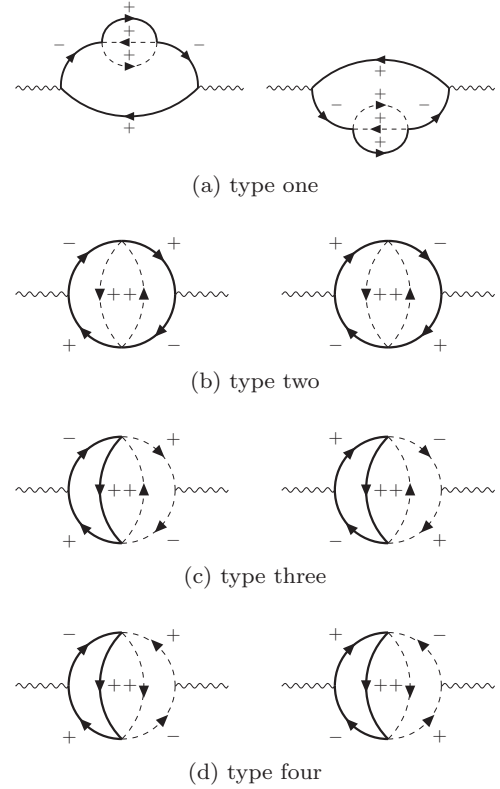 +
+
− −
+
+
+
− −
+
+
+
(a) type one
− + + −
++ ++
+ − − +
(b) type two
− + + −
++ ++
+ − − +
(c) type three
− + + −
++ ++
+ − − +
(d) type four